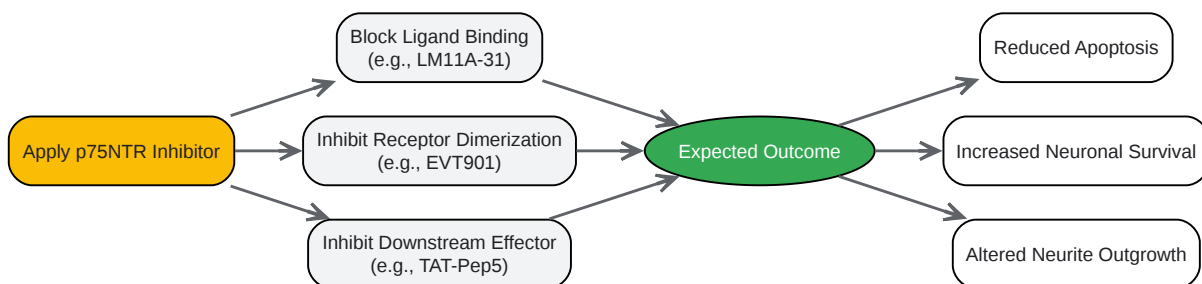 Apply p75NTR Inhibitor
Block Ligand Binding
(e.g., LM11A-31)
Inhibit Receptor Dimerization
(e.g., EVT901)
Inhibit Downstream Effector
(e.g., TAT-Pep5)
Expected Outcome
Reduced Apoptosis
Increased Neuronal Survival
Altered Neurite Outgrowth